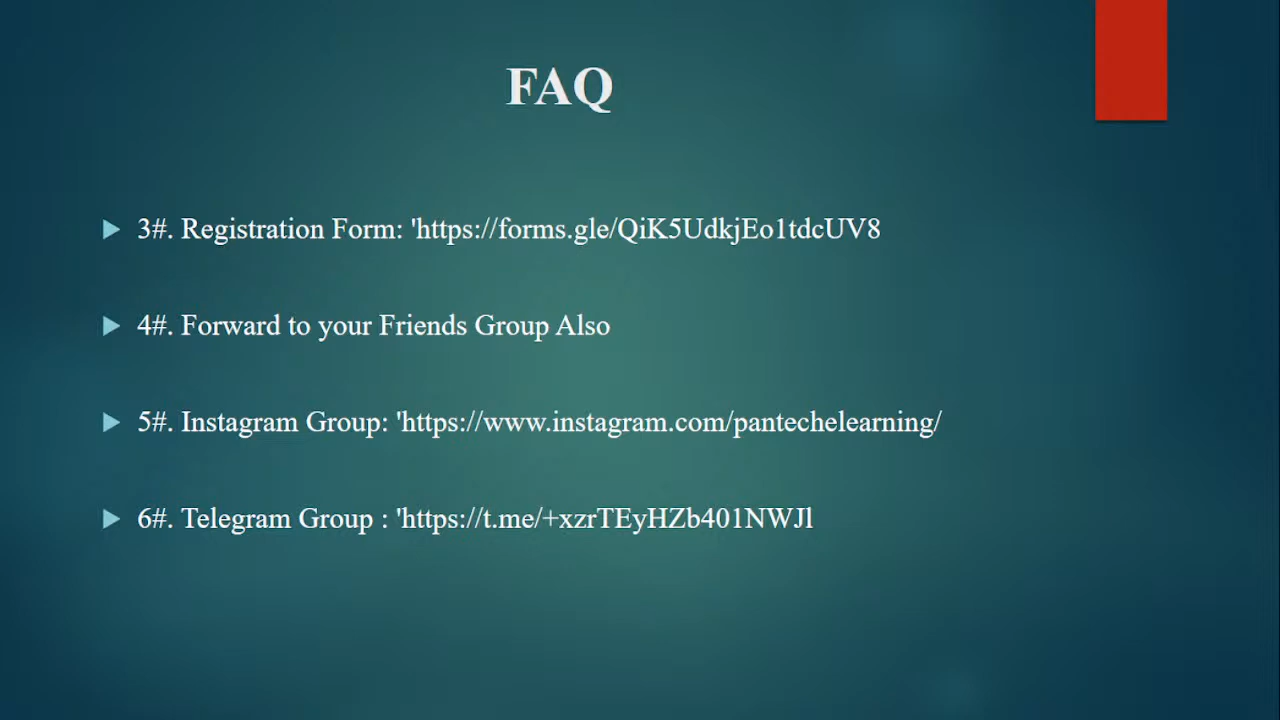 FAQ
3#. Registration Form: 'https://forms.gle/QiK5UdkjEo1tdcUV8
4#. Forward to your Friends Group Also
5#. Instagram Group: 'https://www.instagram.com/pantechelearning/
6#. Telegram Group : 'https://t.me/+xzrTEyHZb401NWJl